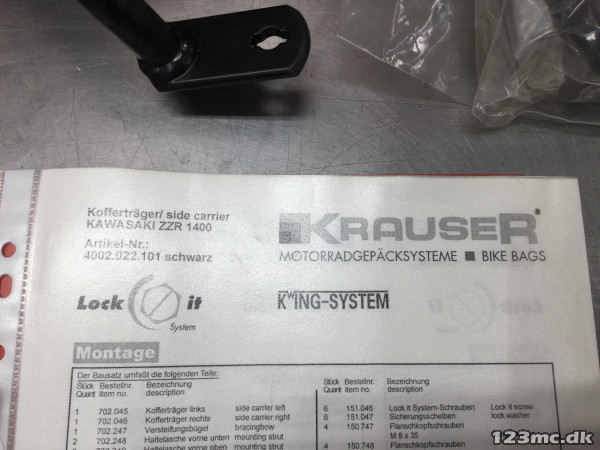 Kofferträger/ side carrier
KAWASAKI ZZR 1400
Artikel-Nr.:
4002.022.101 schwarz
KRAUSER®
MOTORRADGEPÄCKSYSTEME ■ BIKE BAGS
Lock it
System
K-WING-SYSTEM
Montage
Der Bausatz umfaßt die folgenden Teile:
Stück Bestellnr. Bezeichnung
Quant item no. description
1 702.045 Kofferträger links side carrier left
1 702.046 Kofferträger rechts side carrier right
1 702.247 Versteifungsbügel bracingbow
2 702.248 Haltelasche vorne unten mounting strut
Stück Bestellnr. Bezeichnung
Quant item no. description
6 151.046 Lock it System-Schrauben Lock it screw
6 151.047 Sicherungsscheiben lock washer
4 150.747 Flanschkopfschrauben
M 8 x 35
4 150.748 Flanschkopfschrauben
123mc.dk